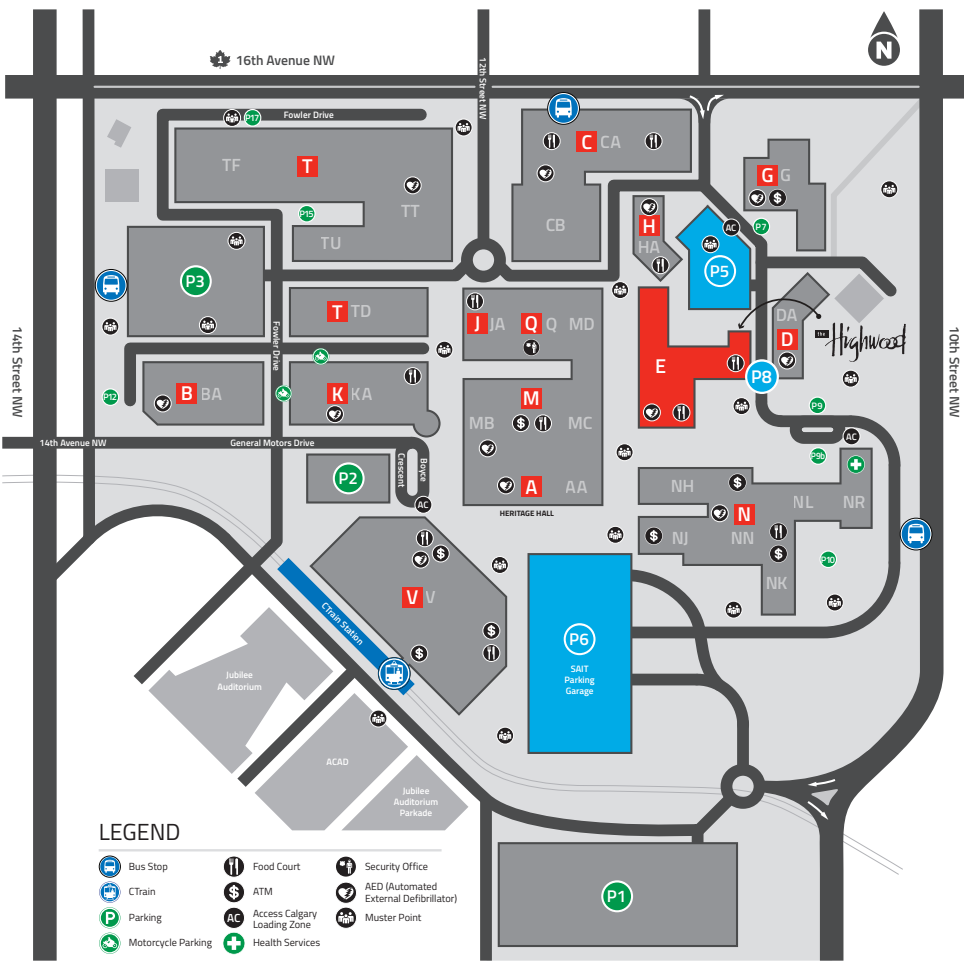 N
1
16th Avenue NW
12th Street NW
P17
Fowler Drive
TF
T
TT
P15
TU
C
CA
CB
G
G
H
HA
AC
P7
P5
P3
T
TD
J
JA
Q
Q
MD
DA
D
the Highwood
14th Street NW
10th Street NW
Fowler Drive
E
P8
P12
B
BA
K
KA
M
MB
$
MC
P9
AC
P9b
14th Avenue NW
General Motors Drive
Boyce
Crescent
P2
AC
A
AA
HERITAGE HALL
NH
$
N
NL
NR
$
NJ
NN
$
NK
P10
$
V
V
$
$
CTrain Station
P6
SAIT
Parking
Garage
Jubilee
Auditorium
ACAD
Jubilee
Auditorium
Parkade
P1
LEGEND
Bus Stop
CTrain
P
Parking
Motorcycle Parking
Food Court
$
ATM
AC
Access Calgary
Loading Zone
Health Services
Security Office
AED (Automated
External Defibrillator)
Muster Point